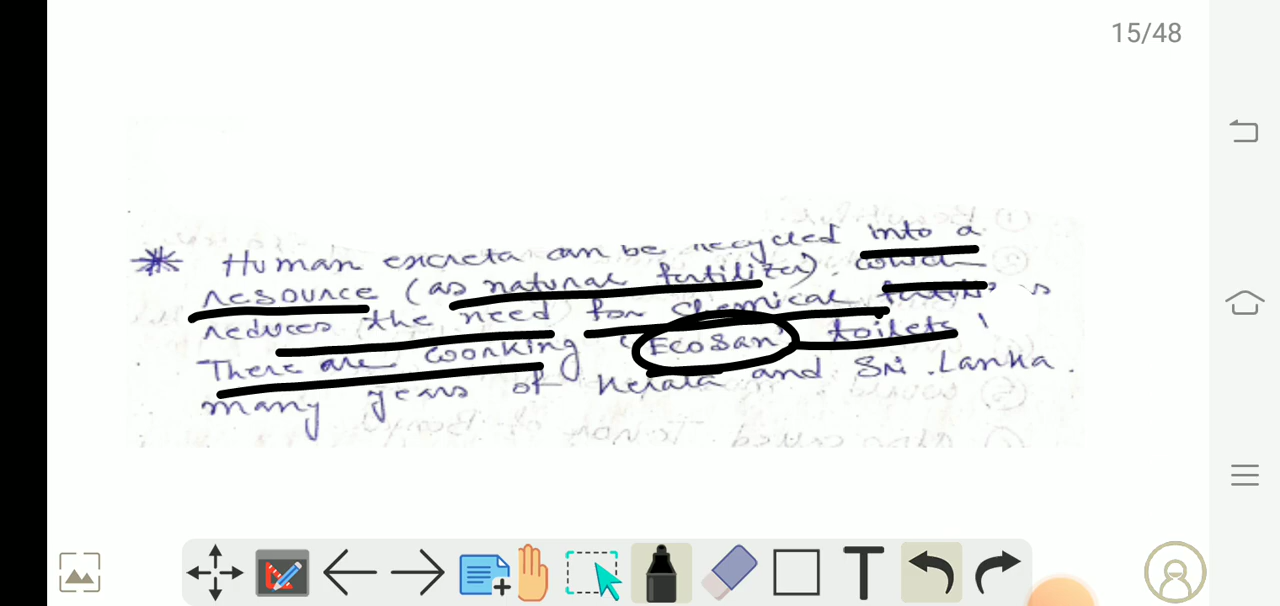 15/48
* Human excreta can be recycled into a
resource (as natural fertilizer). which
reduces the need for chemical
There are working 'EcoSan' toilets
many years of Kerala and Sri Lanka.
T